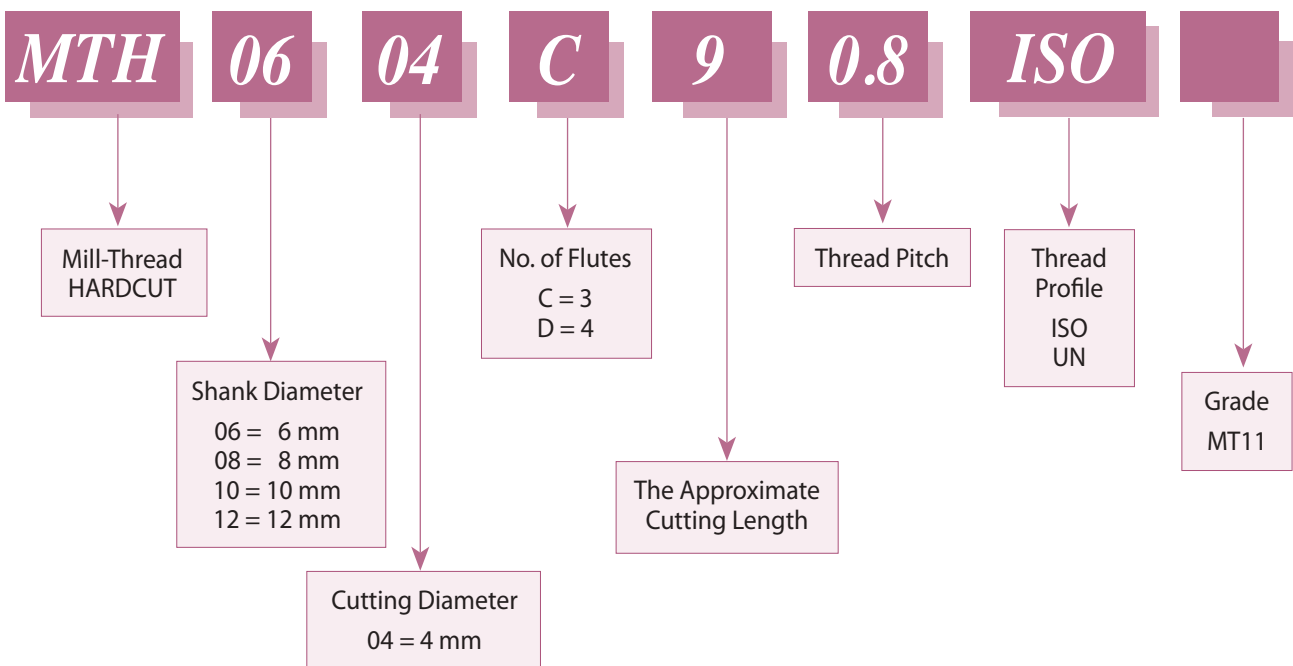 MTH 06 04 C 9 0.8 ISO
Mill-Thread
HARDCUT
Shank Diameter
06 = 6 mm
08 = 8 mm
10 = 10 mm
12 = 12 mm
Cutting Diameter
04 = 4 mm
No. of Flutes
C = 3
D = 4
The Approximate
Cutting Length
Thread Pitch
Thread
Profile
ISO
UN
Grade
MT11